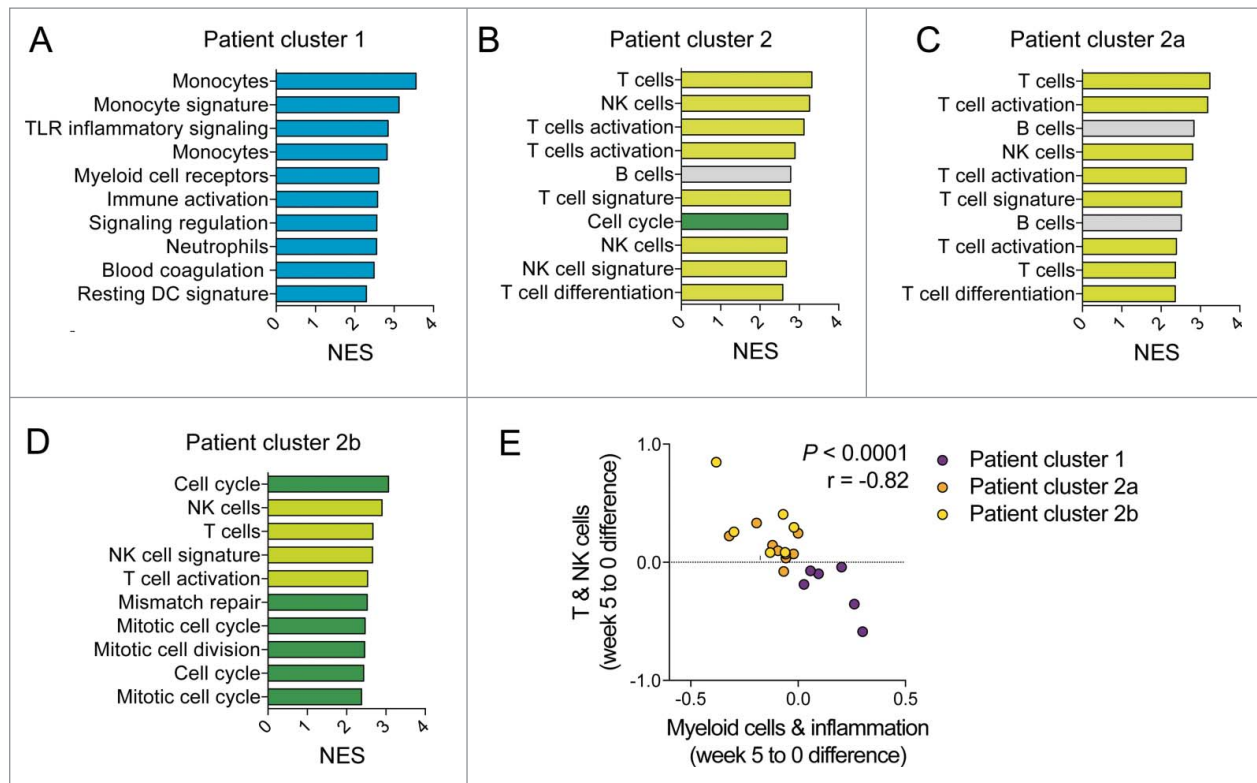 A
Patient cluster 1
Monocytes
Monocyte signature
TLR inflammatory signaling
Monocytes
Myeloid cell receptors
Immune activation
Signaling regulation
Neutrophils
Blood coagulation
Resting DC signature
0 1 2 3 4
NES
B
Patient cluster 2
T cells
NK cells
T cells activation
T cells activation
B cells
T cell signature
Cell cycle
NK cells
NK cell signature
T cell differentiation
0 1 2 3 4
NES
C
Patient cluster 2a
T cells
T cell activation
B cells
NK cells
T cell activation
T cell signature
B cells
T cell activation
T cells
T cell differentiation
0 1 2 3 4
NES
D
Patient cluster 2b
Cell cycle
NK cells
T cells
NK cell signature
T cell activation
Mismatch repair
Mitotic cell cycle
Mitotic cell division
Cell cycle
Mitotic cell cycle
0 1 2 3 4
NES
E
T & NK cells
(week 5 to 0 difference)
1.0
0.0
-1.0
P < 0.0001
r = -0.82
-0.5 0.0 0.5
Myeloid cells & inflammation
(week 5 to 0 difference)
Patient cluster 1
Patient cluster 2a
Patient cluster 2b